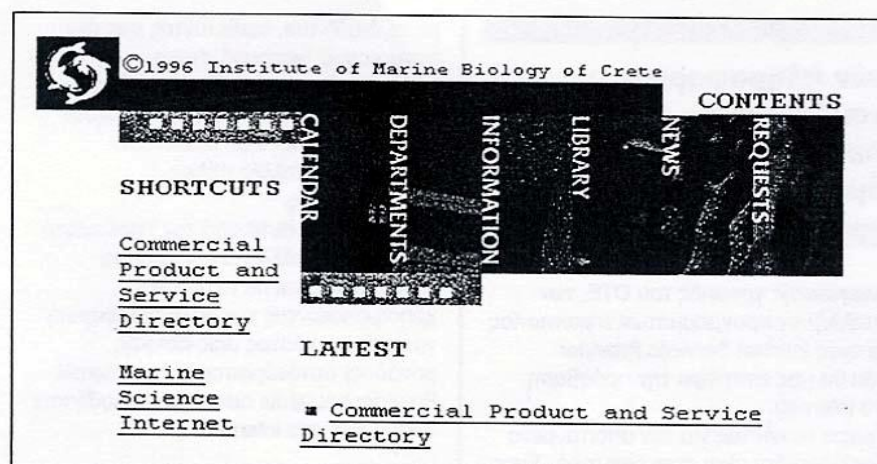 ©1996 Institute of Marine Biology of Crete
CONTENTS
CALENDAR
DEPARTMENTS
INFORMATION
LIBRARY
NEWS
REQUESTS
SHORTCUTS
Commercial
Product and
Service
Directory
Marine
Science
Internet
LATEST
▪ Commercial Product and Service
Directory